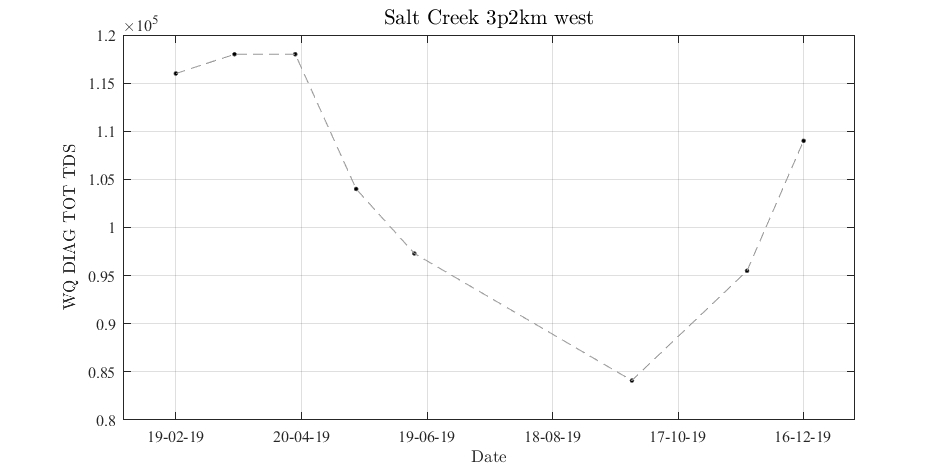 Salt Creek 3p2km west
×10⁵
1.2
1.15
1.1
1.05
1
0.95
0.9
0.85
0.8
WQ DIAG TOT TDS
19-02-19 20-04-19 19-06-19 18-08-19 17-10-19 16-12-19
Date